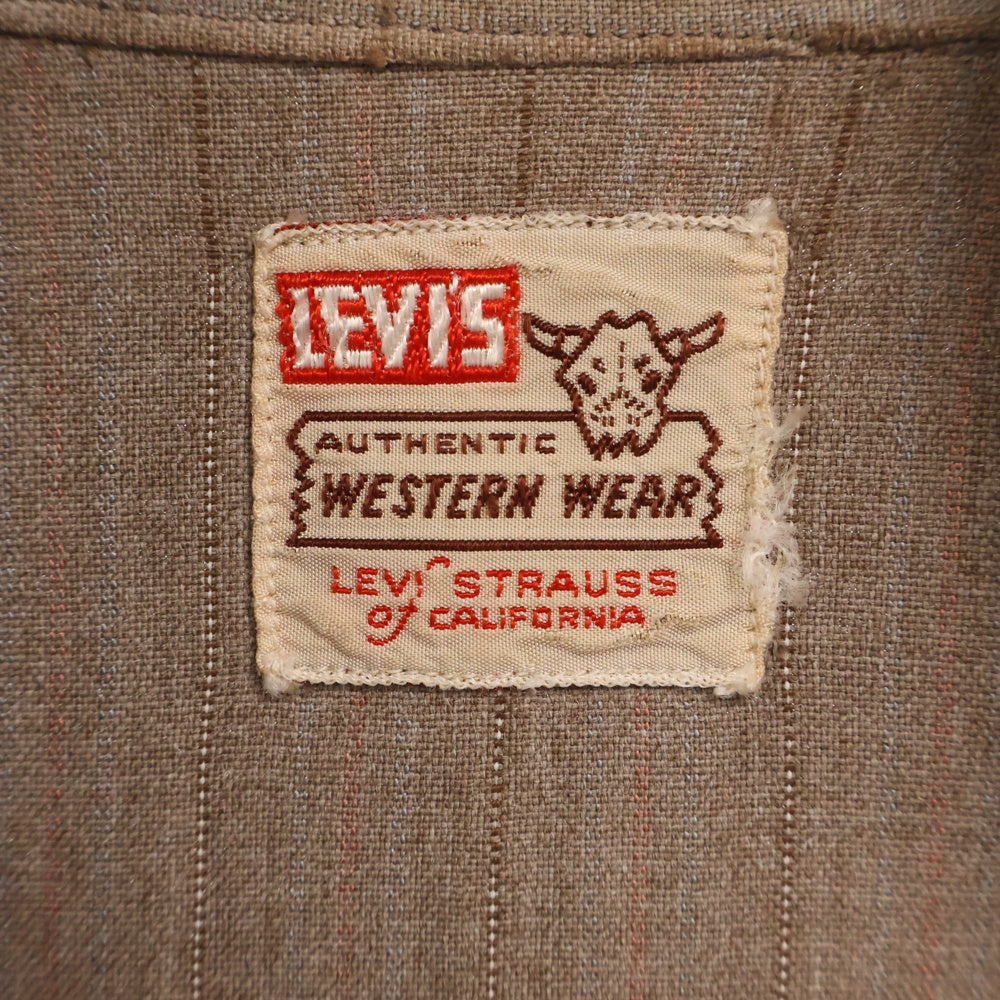 LEVI'S
AUTHENTIC
WESTERN WEAR
LEVI STRAUSS
of CALIFORNIA